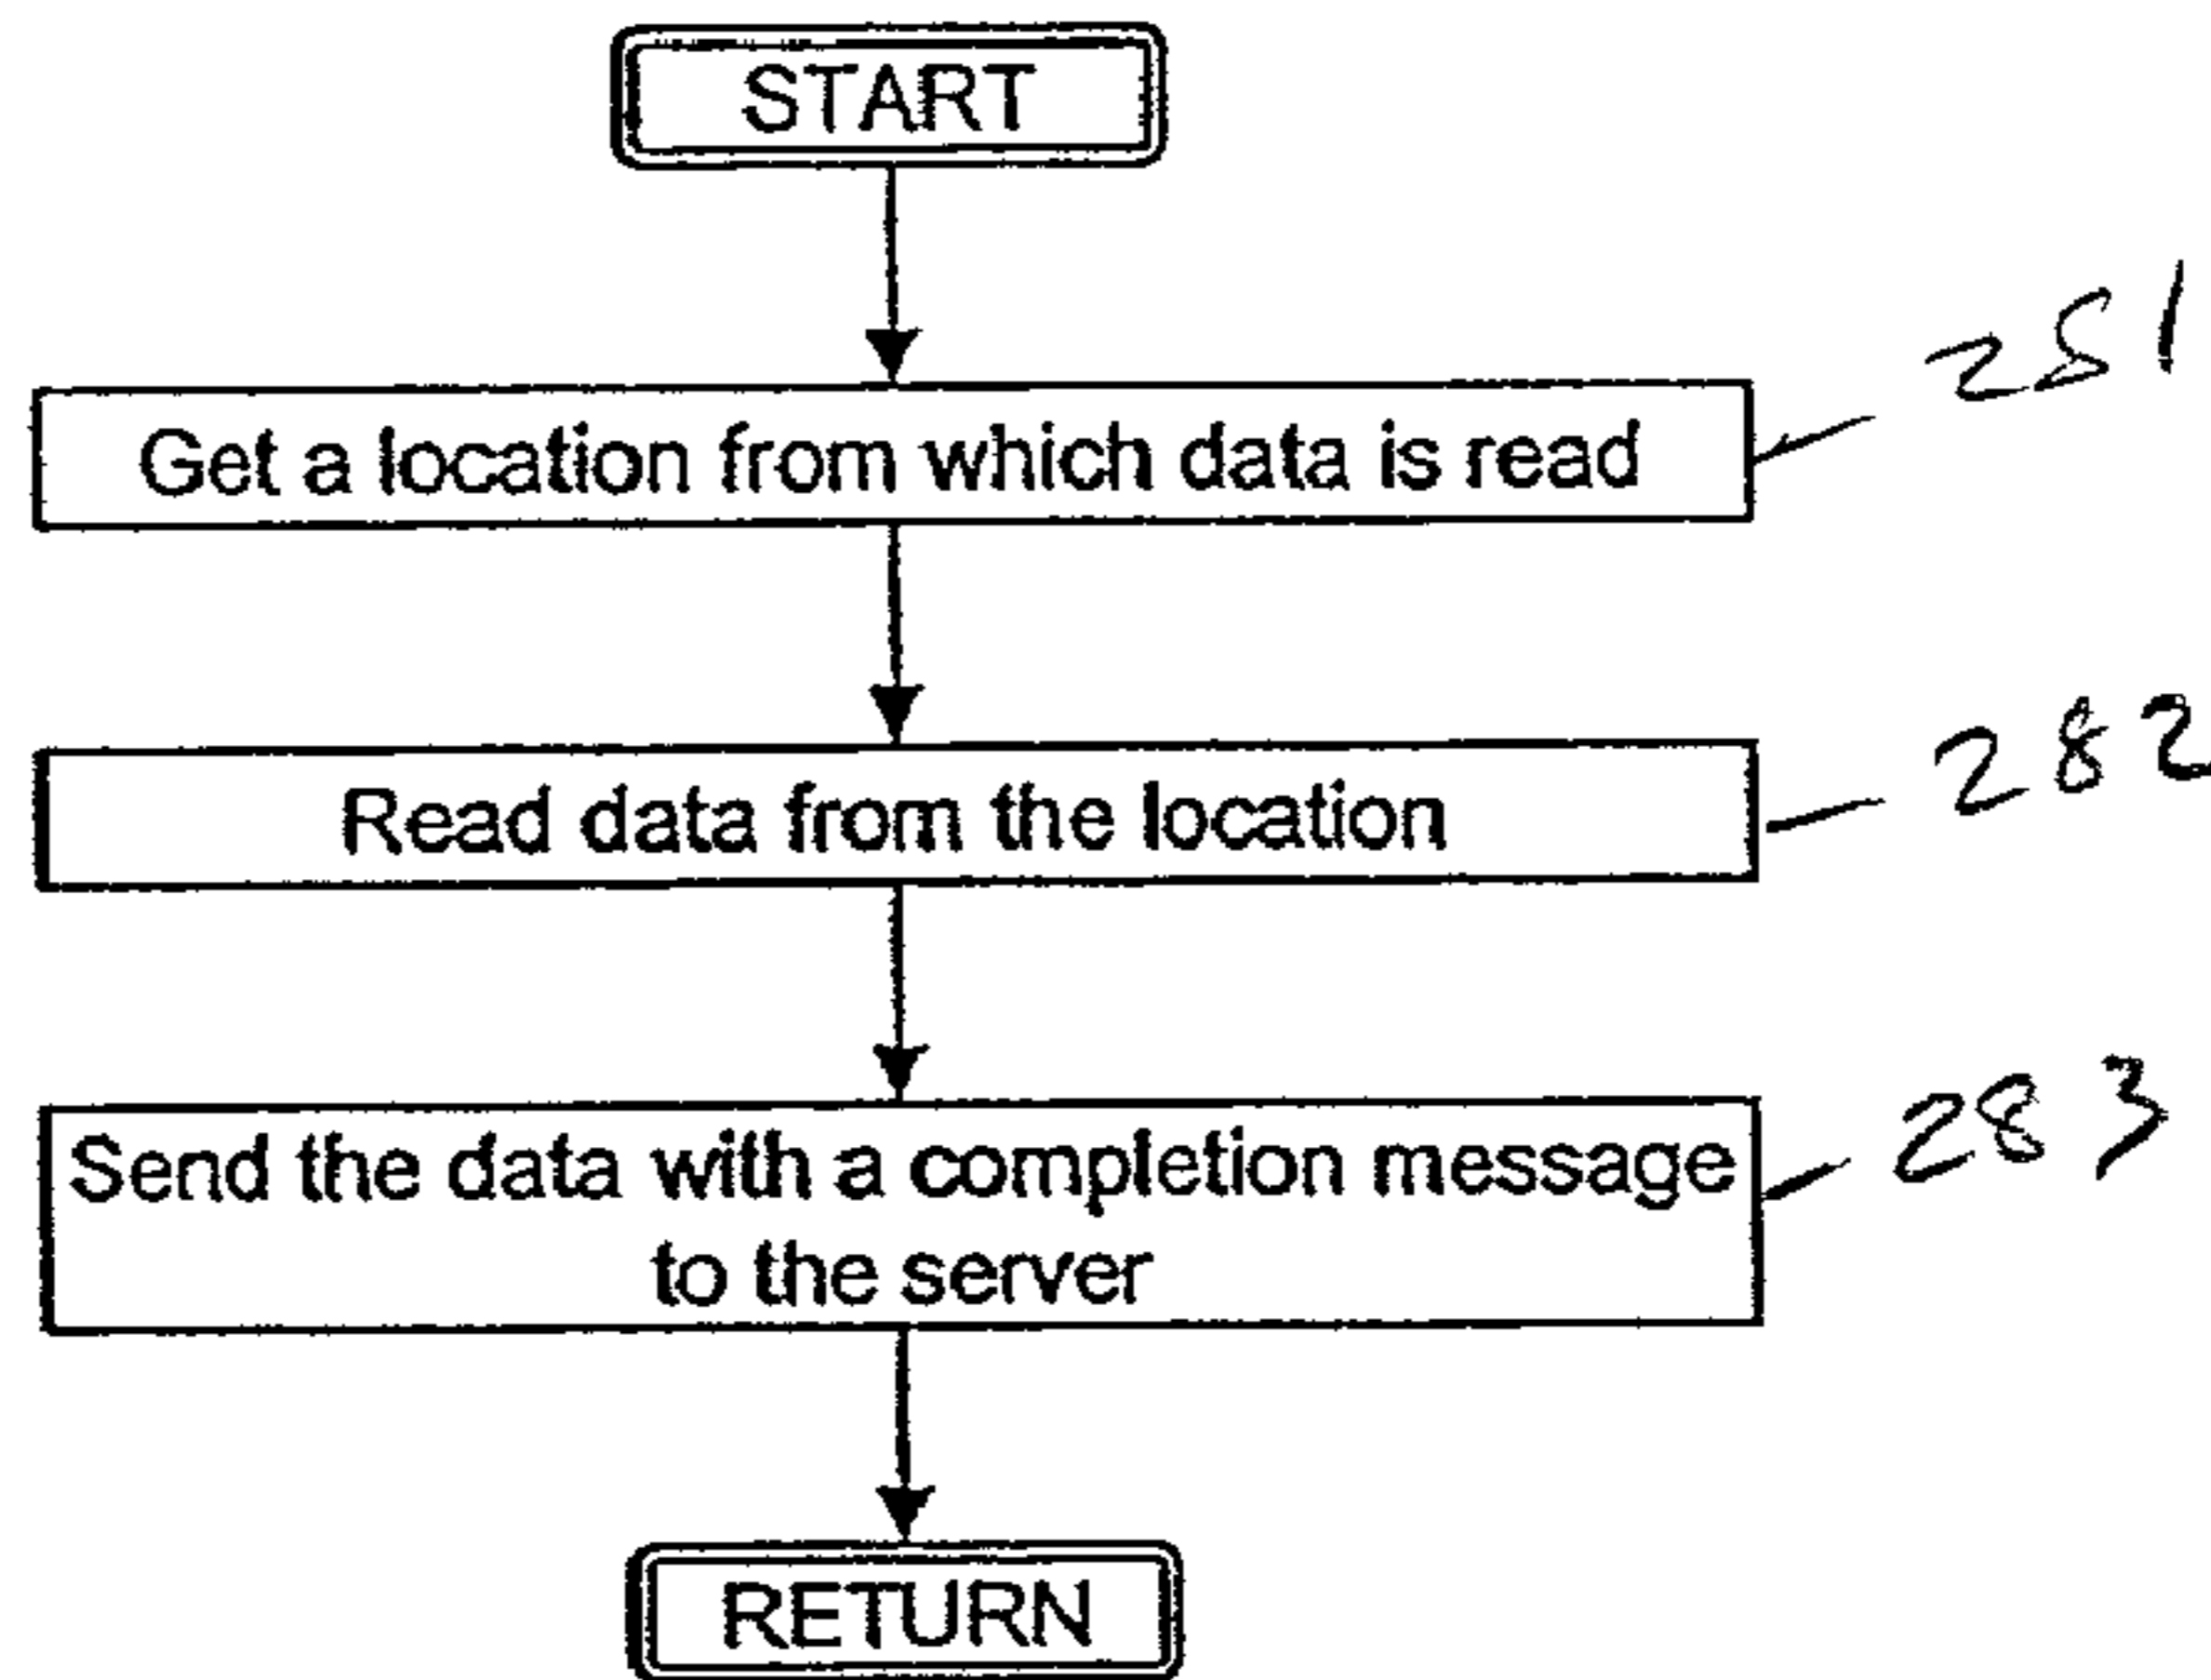 START
281
Get a location from which data is read
282
Read data from the location
283
Send the data with a completion message
to the server
RETURN